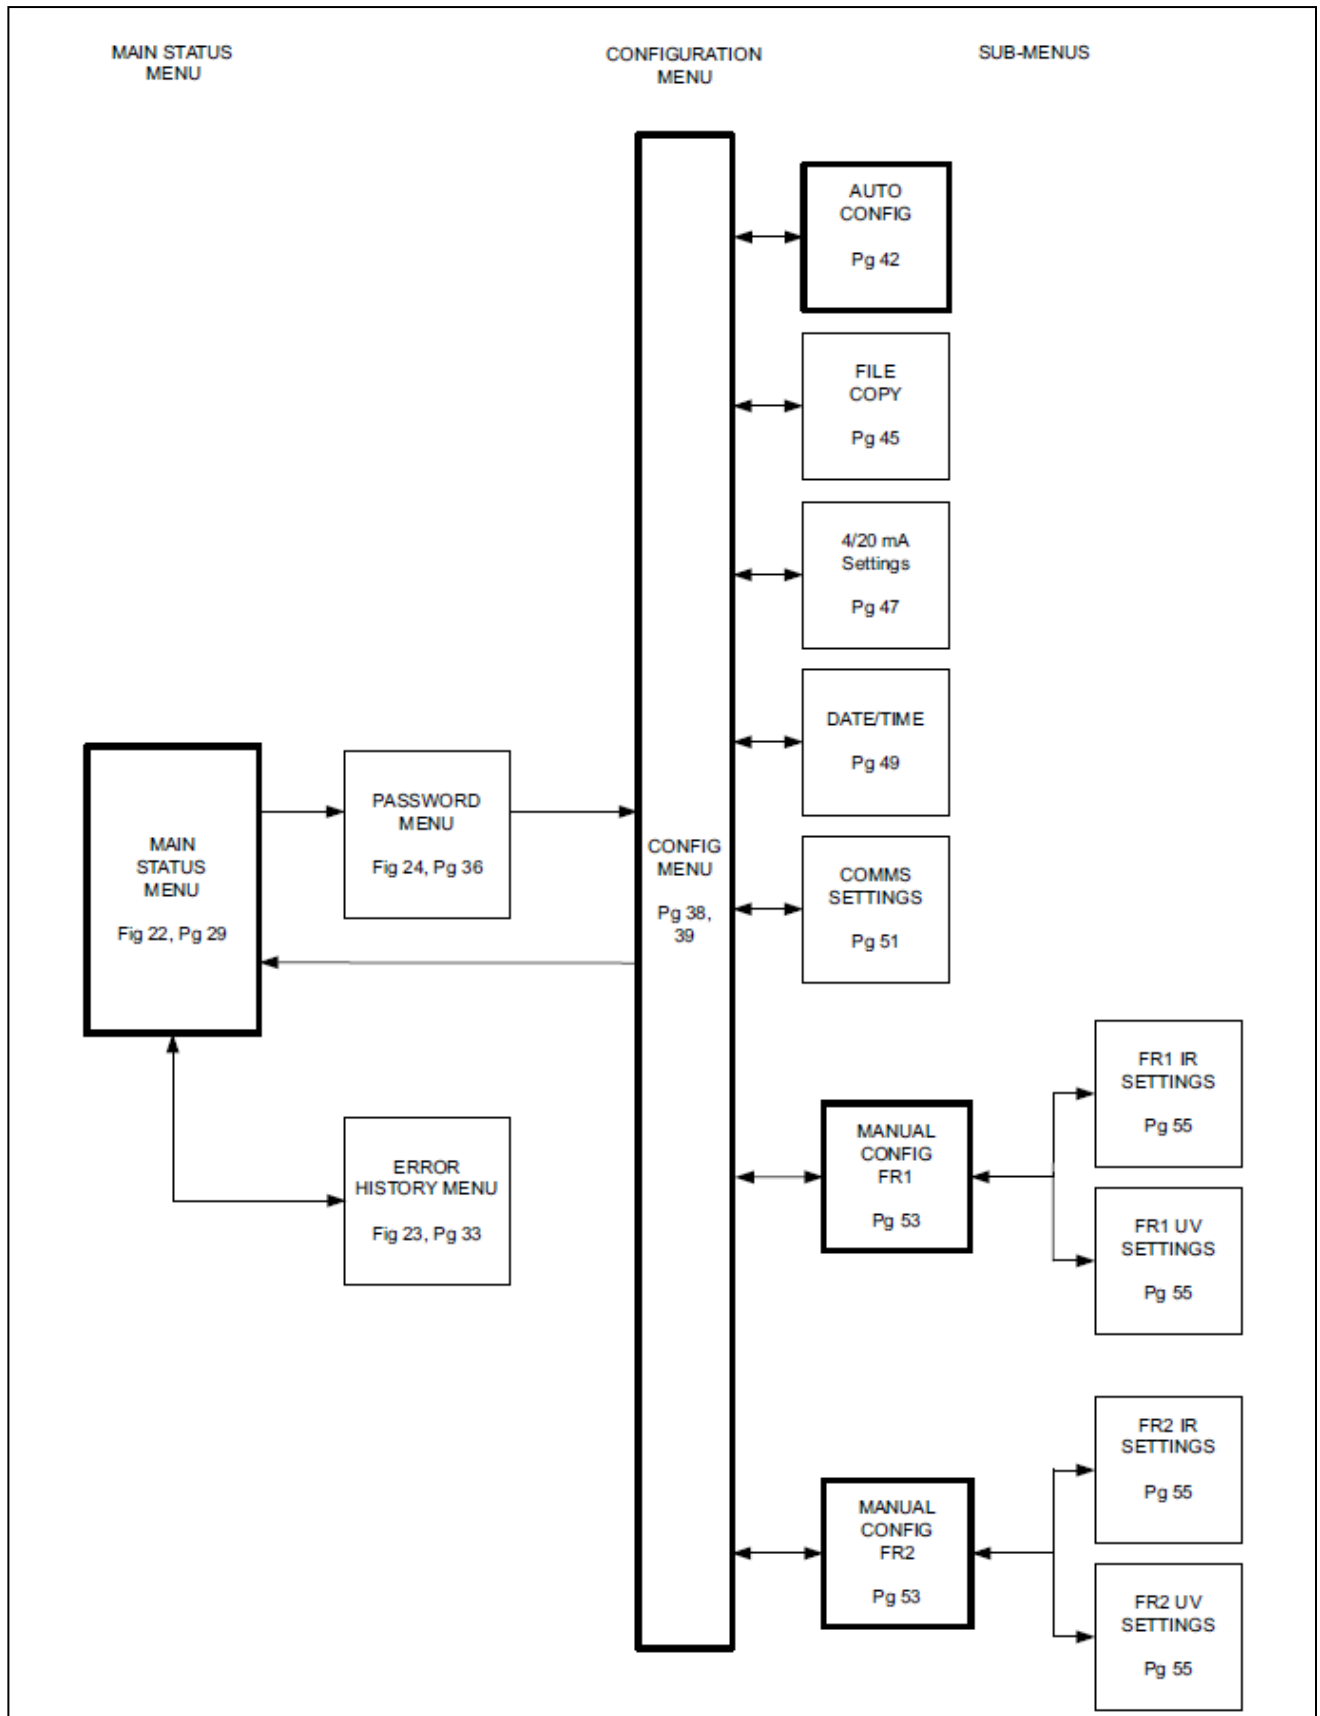 MAIN STATUS
MENU
CONFIGURATION
MENU
SUB-MENUS
AUTO
CONFIG
Pg 42
FILE
COPY
Pg 45
4/20 mA
Settings
Pg 47
DATE/TIME
Pg 49
COMMS
SETTINGS
Pg 51
MAIN
STATUS
MENU
Fig 22, Pg 29
PASSWORD
MENU
Fig 24, Pg 36
CONFIG
MENU
Pg 38,
39
ERROR
HISTORY MENU
Fig 23, Pg 33
MANUAL
CONFIG
FR1
Pg 53
FR1 IR
SETTINGS
Pg 55
FR1 UV
SETTINGS
Pg 55
MANUAL
CONFIG
FR2
Pg 53
FR2 IR
SETTINGS
Pg 55
FR2 UV
SETTINGS
Pg 55